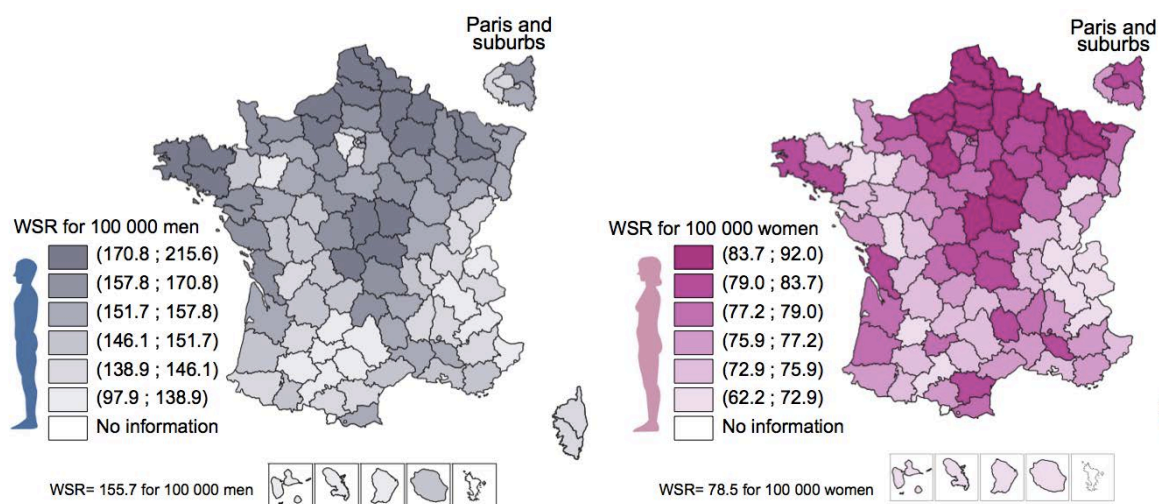 Paris and
suburbs
WSR for 100 000 men
(170.8 ; 215.6)
(157.8 ; 170.8)
(151.7 ; 157.8)
(146.1 ; 151.7)
(138.9 ; 146.1)
(97.9 ; 138.9)
No information
WSR= 155.7 for 100 000 men
Paris and
suburbs
WSR for 100 000 women
(83.7 ; 92.0)
(79.0 ; 83.7)
(77.2 ; 79.0)
(75.9 ; 77.2)
(72.9 ; 75.9)
(62.2 ; 72.9)
No information
WSR= 78.5 for 100 000 women